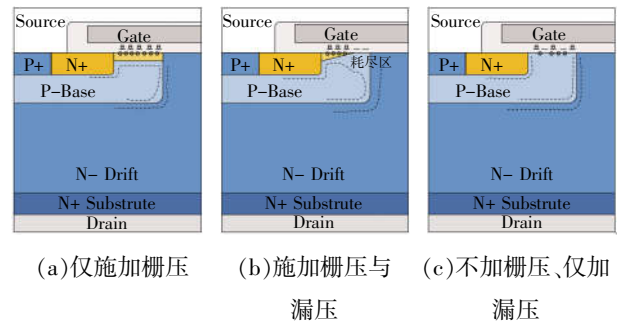 Source
Gate
P+
N+
P-Base
N- Drift
N+ Substrute
Drain
(a)仅施加栅压
Source
Gate
P+
N+
耗尽区
P-Base
N- Drift
N+ Substrute
Drain
(b)施加栅压与
漏压
Source
Gate
P+
N+
P-Base
N- Drift
N+ Substrute
Drain
(c)不加栅压、仅加
漏压